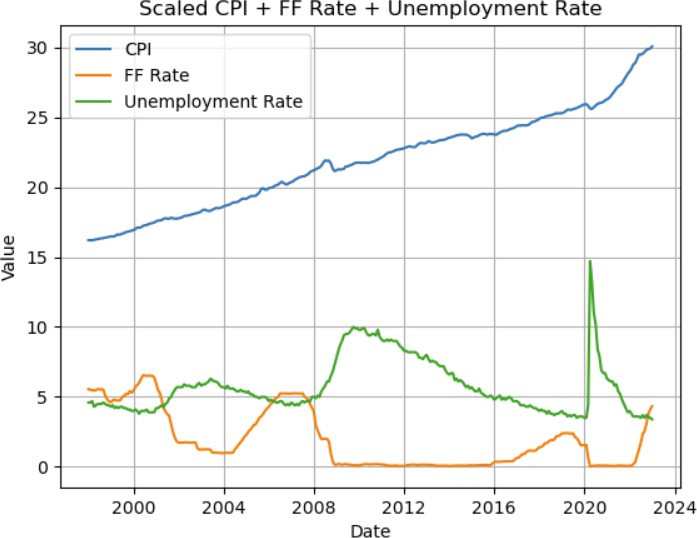 Scaled CPI + FF Rate + Unemployment Rate
CPI
FF Rate
Unemployment Rate
30
25
20
15
10
5
0
Value
2000 2004 2008 2012 2016 2020 2024
Date